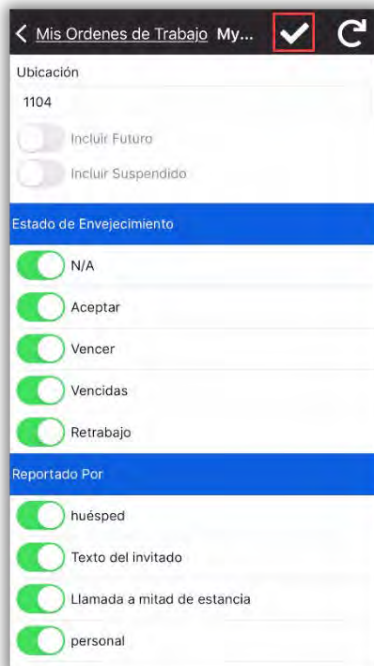 Mis Ordenes de Trabajo My...
Ubicación
1104
Incluir Futuro
Incluir Suspendido
Estado de Envejecimiento
N/A
Aceptar
Vencer
Vencidas
Retrabajo
Reportado Por
huésped
Texto del invitado
Llamada a mitad de estancia
personal